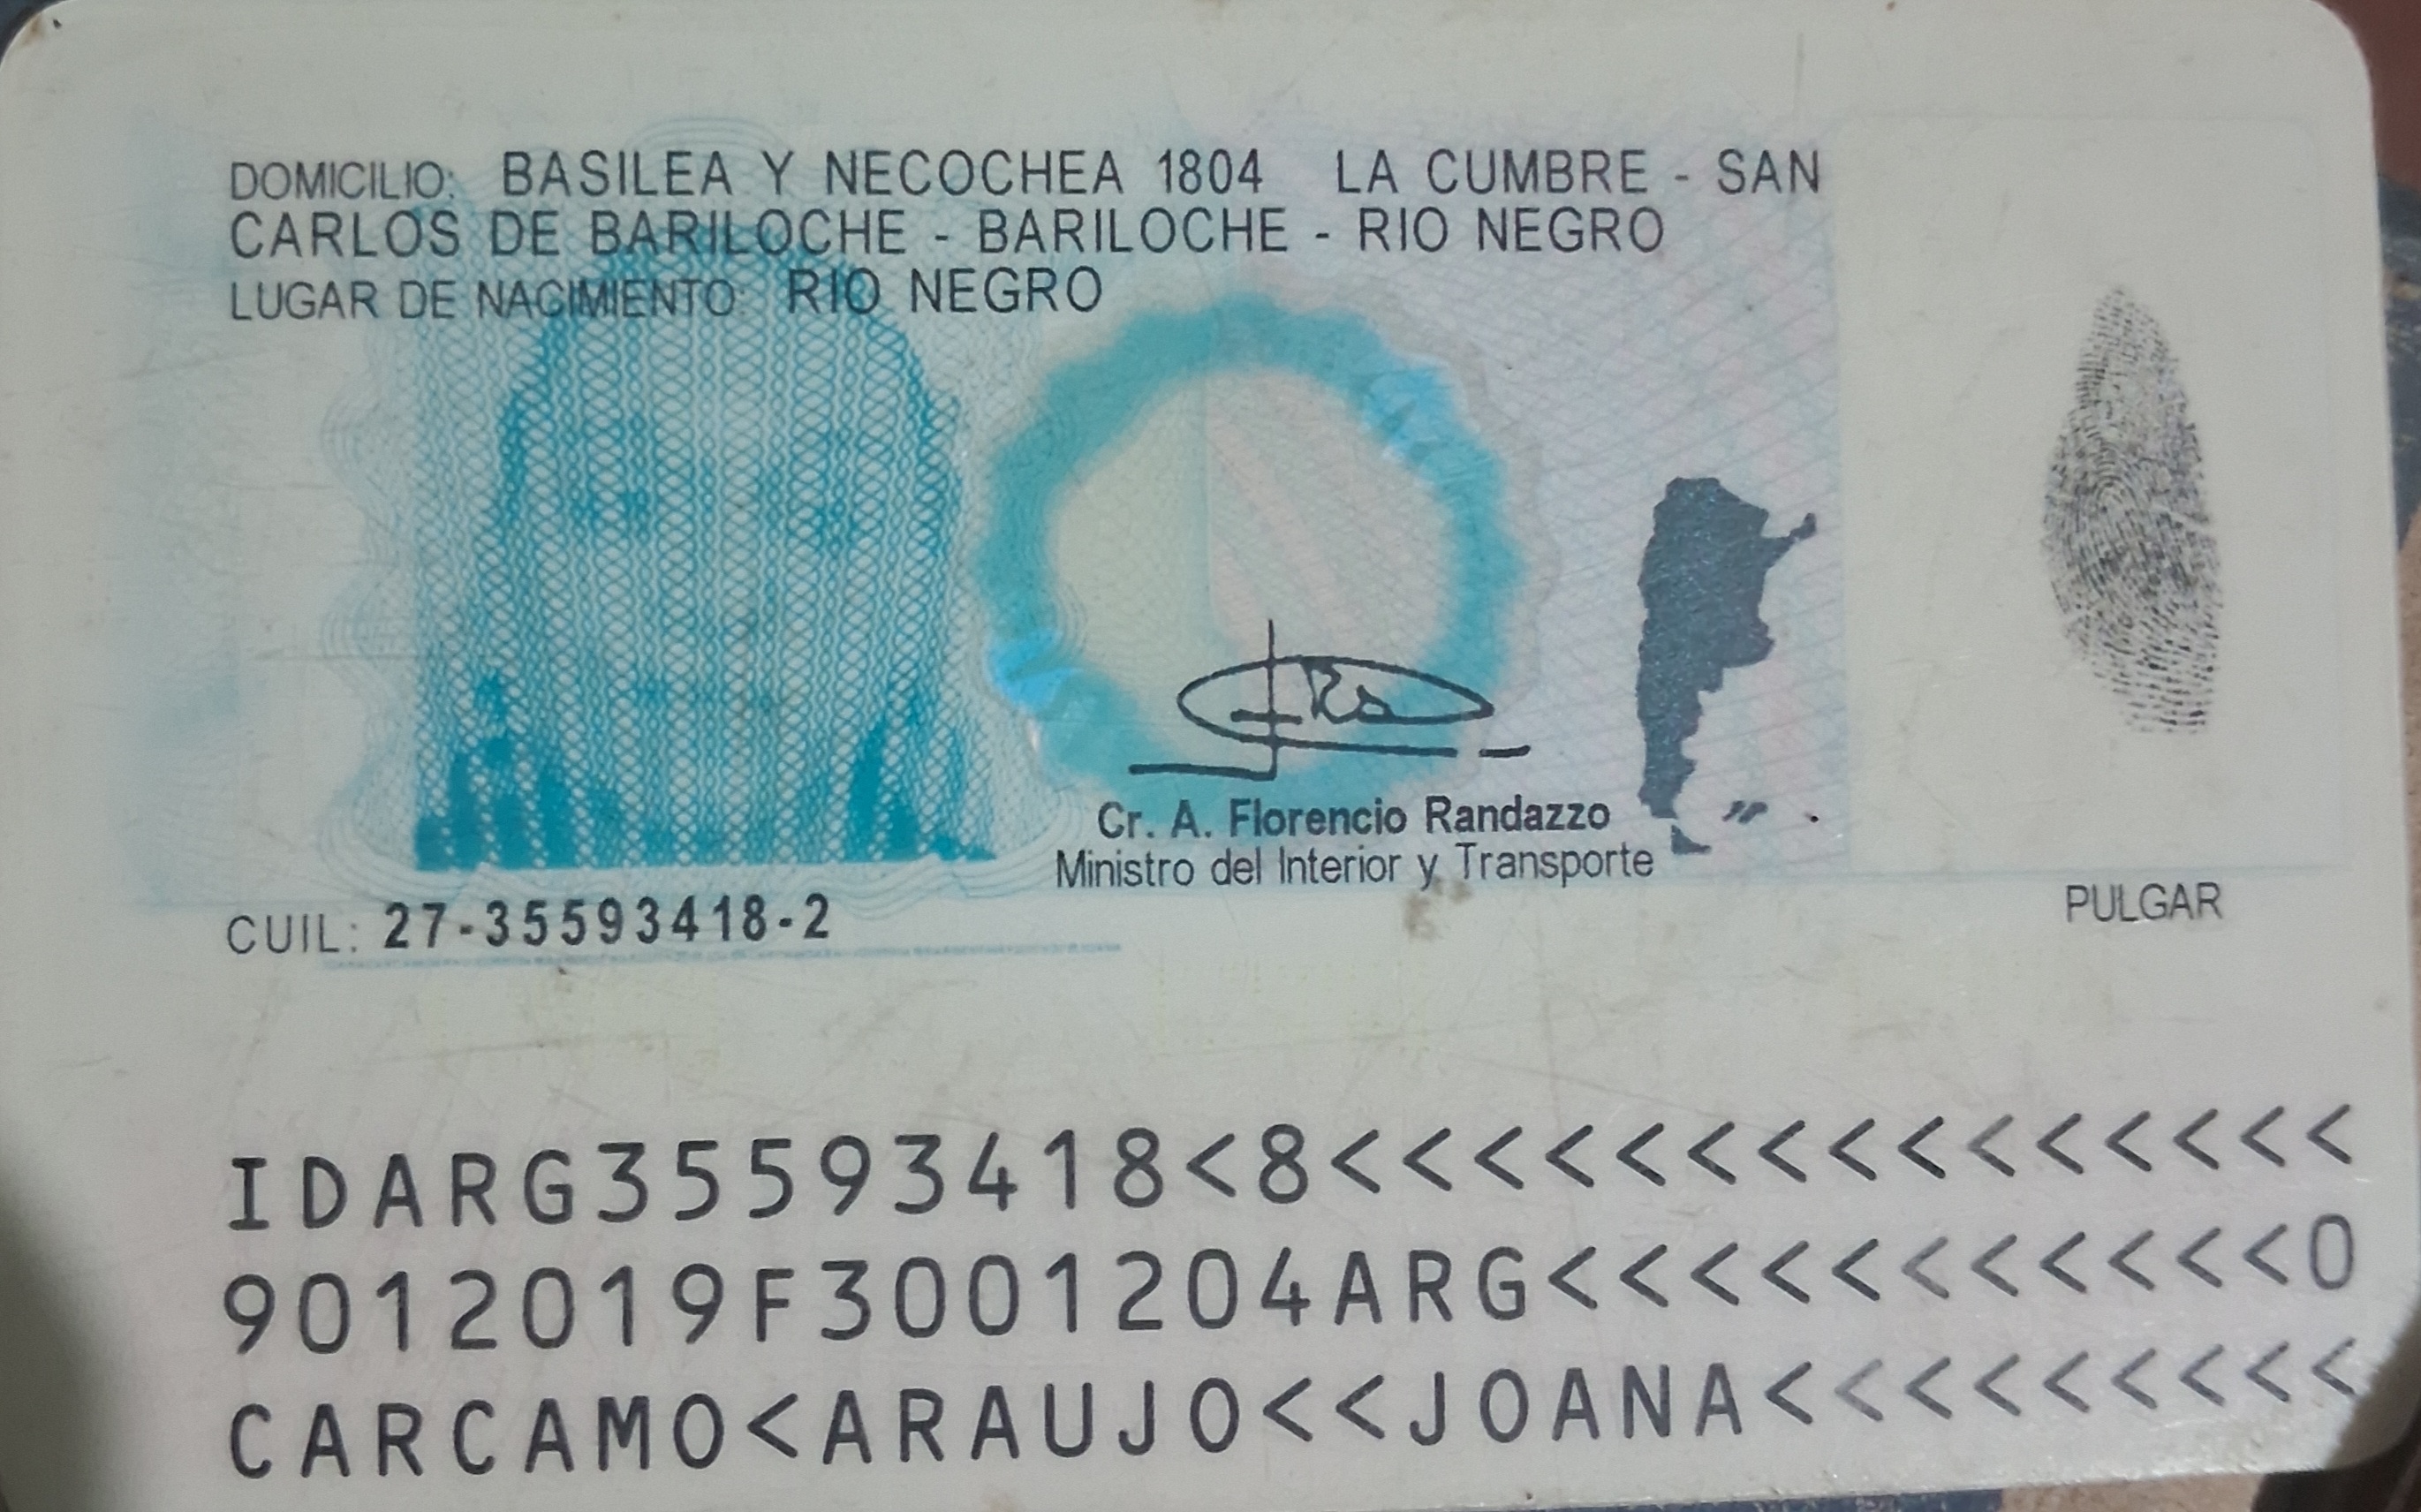 DOMICILIO: BASILEA Y NECOCHEA 1804 LA CUMBRE - SAN
CARLOS DE BARILOCHE - BARILOCHE - RIO NEGRO
LUGAR DE NACIMIENTO: RIO NEGRO
Cr. A. Florencio Randazzo
Ministro del Interior y Transporte
CUIL: 27-35593418-2
PULGAR
IDARG35593418<8<<<<<<<<<<<<<<<
9012019F3001204ARG<<<<<<<<<<<0
CARCAMO<ARAUJO<<JOANA<<<<<<<<<